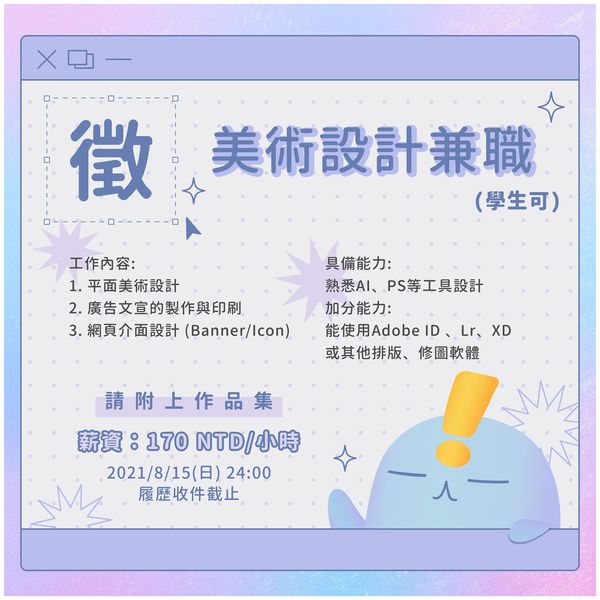 徵
美術設計兼職
(學生可)
工作內容:
1. 平面美術設計
2. 廣告文宣的製作與印刷
3. 網頁介面設計 (Banner/Icon)
具備能力:
熟悉AI、PS等工具設計
加分能力:
能使用Adobe ID 、Lr、XD
或其他排版、修圖軟體
請附上作品集
薪資：170 NTD/小時
2021/8/15(日) 24:00
履歷收件截止